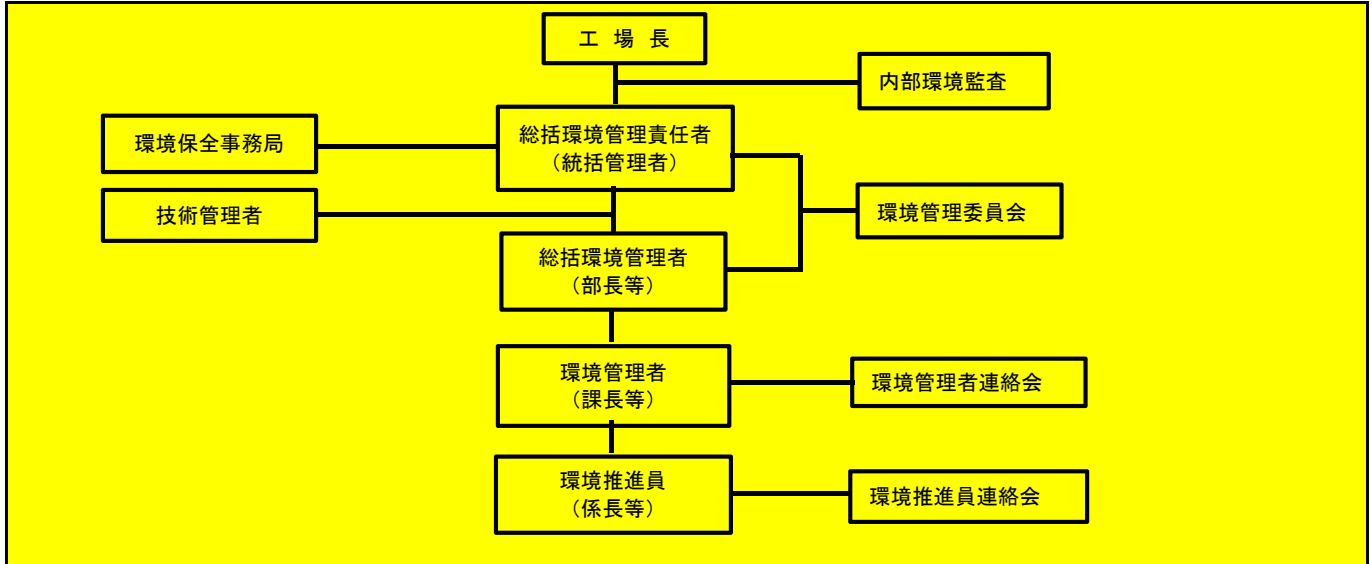 工 場 長
内部環境監査
環境保全事務局
総括環境管理責任者
（統括管理者）
技術管理者
環境管理委員会
総括環境管理者
（部長等）
環境管理者
（課長等）
環境管理者連絡会
環境推進員
（係長等）
環境推進員連絡会